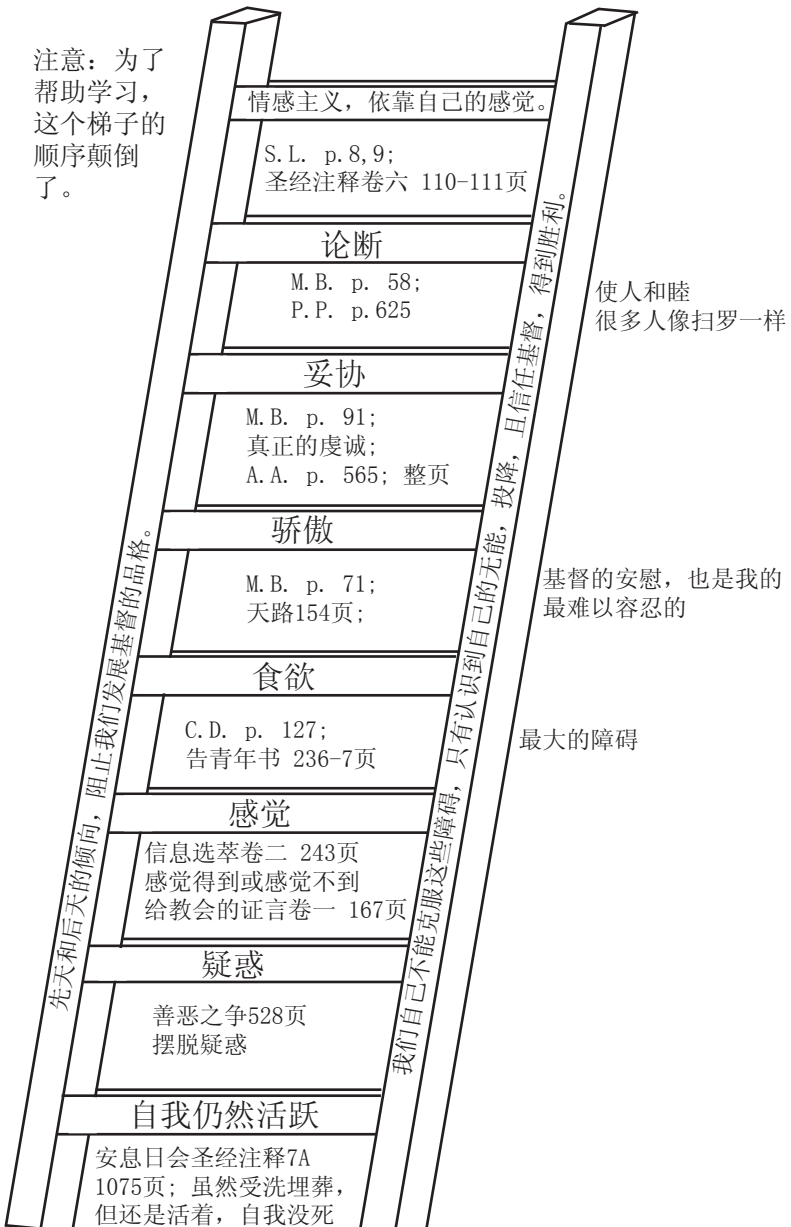 注意：为了
帮助学习，
这个梯子的
顺序颠倒
了。
情感主义，依靠自己的感觉。
S.L. p.8,9;
圣经注释卷六 110-111页
论断
M.B. p. 58;
P.P. p.625
使人和睦
很多人像扫罗一样
妥协
M.B. p. 91;
真正的虔诚;
A.A. p. 565; 整页
骄傲
M.B. p. 71;
天路154页;
基督的安慰，也是我的
最难以容忍的
食欲
C.D. p. 127;
告青年书 236-7页
最大的障碍
感觉
信息选萃卷二 243页
感觉得到或感觉不到
给教会的证言卷一 167页
疑惑
善恶之争528页
摆脱疑惑
自我仍然活跃
安息日会圣经注释7A
1075页; 虽然受洗埋葬，
但还是活着，自我没死
先天和后天的倾向，阻止我们发展基督的品格。
我们自己不能克服这些障碍，只有认识到自己的无能，投降，且信任基督，得到胜利。